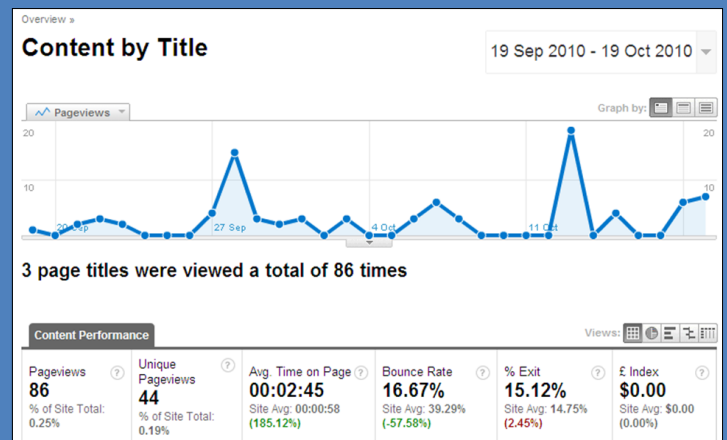 Overview »
Content by Title
19 Sep 2010 - 19 Oct 2010
Pageviews
Graph by:
20
20
10
10
20 Sep
27 Sep
4 Oct
11 Oct
3 page titles were viewed a total of 86 times
Content Performance
Views:
Pageviews
?
86
% of Site Total:
0.25%
Unique
Pageviews
?
44
% of Site Total:
0.19%
Avg. Time on Page
?
00:02:45
Site Avg: 00:00:58
(185.12%)
Bounce Rate
?
16.67%
Site Avg: 39.29%
(-57.58%)
% Exit
?
15.12%
Site Avg: 14.75%
(2.45%)
£ Index
?
$0.00
Site Avg: $0.00
(0.00%)